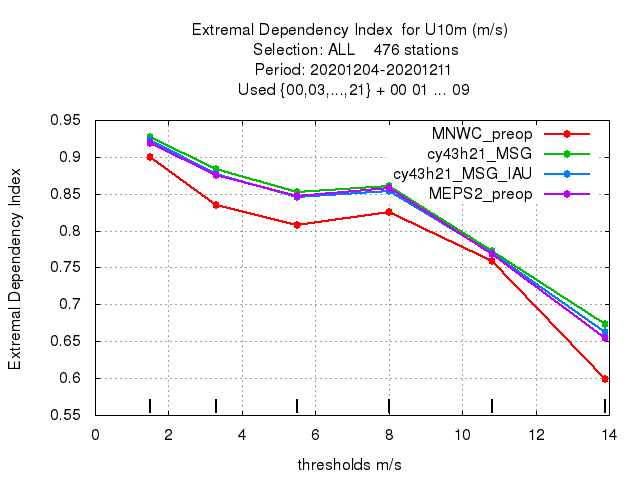 Extremal Dependency Index  for U10m (m/s)
Selection: ALL    476 stations
Period: 20201204-20201211
Used {00,03,...,21} + 00 01 ... 09
Extremal Dependency Index
0.95
0.9
0.85
0.8
0.75
0.7
0.65
0.6
0.55
MNWC_preop
cy43h21_MSG
cy43h21_MSG_IAU
MEPS2_preop
0 2 4 6 8 10 12 14
thresholds m/s